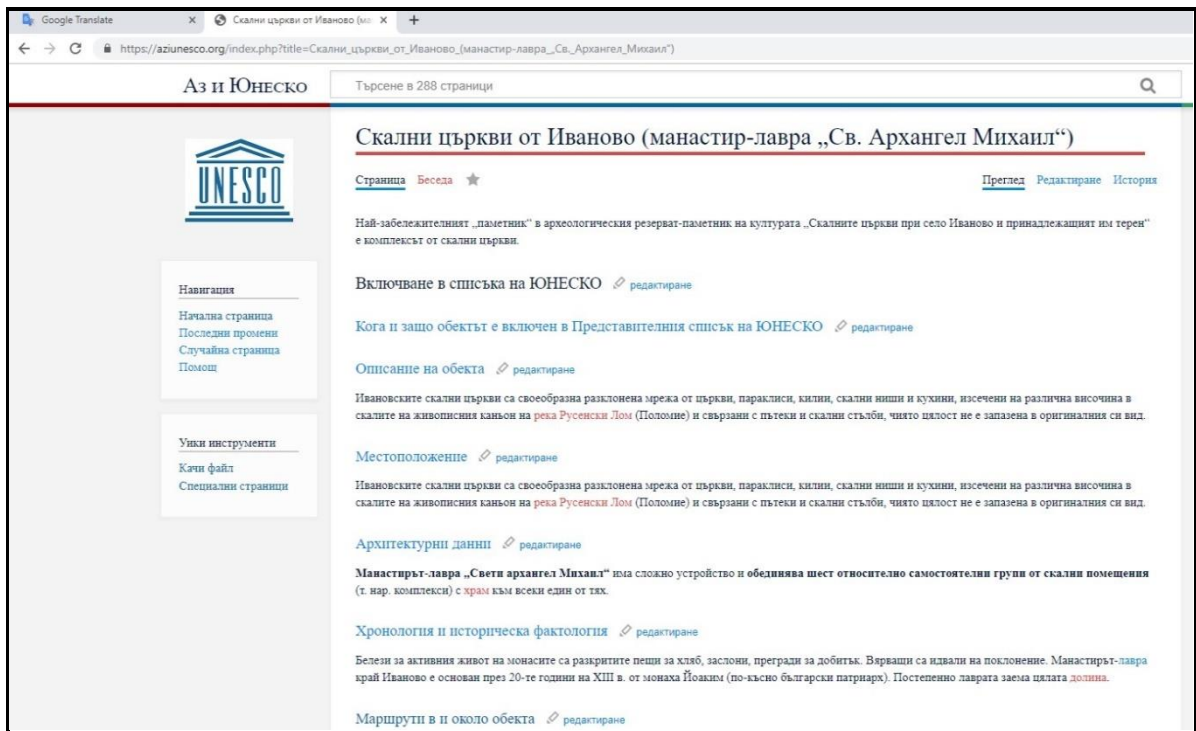 Google Translate
Скални църкви от Иваново (ма
https://aziunesco.org/index.php?title=Скални_църкви_от_Иваново_(манастир-лавра_„Св._Архангел_Михаил“)
Аз и Юнеско
Търсене в 288 страници
UNESCO
Скални църкви от Иваново (манастир-лавра „Св. Архангел Михаил“)
Страница Беседа
Преглед Редактиране История
Най-забележителният „паметник“ в археологическия резерват-паметник на културата „Скалните църкви при село Иваново и принадлежащият им терен“
е комплексът от скални църкви.
Навигация
Начална страница
Последни промени
Случайна страница
Помощ
Уики инструменти
Качи файл
Специални страници
Включване в списъка на ЮНЕСКО редактиране
Кога и защо обектът е включен в Представителния списък на ЮНЕСКО редактиране
Описание на обекта редактиране
Ивановските скални църкви са своеобразна разклонена мрежа от църкви, параклиси, килии, скални ниши и кухини, изсечени на различна височина в
скалите на живописния каньон на река Русенски Лом (Поломие) и свързани с пътеки и скални стълби, чиято цялост не е запазена в оригиналния си вид.
Местоположение редактиране
Ивановските скални църкви са своеобразна разклонена мрежа от църкви, параклиси, килии, скални ниши и кухини, изсечени на различна височина в
скалите на живописния каньон на река Русенски Лом (Поломие) и свързани с пътеки и скални стълби, чиято цялост не е запазена в оригиналния си вид.
Архитектурни данни редактиране
Манастирът-лавра „Свети архангел Михаил“ има сложно устройство и обединява шест относително самостоятелни групи от скални помещения
(т. нар. комплекси) с храм към всеки един от тях.
Хронология и историческа фактология редактиране
Белези за активния живот на монасите са разкритите пещи за хляб, заслони, прегради за добитък. Вярващи са идвали на поклонение. Манастирът-лавра
край Иваново е основан през 20-те години на XIII в. от монаха Йоаким (по-късно български патриарх). Постепенно лаврата заема цялата долина.
Маршрути в и около обекта редактиране